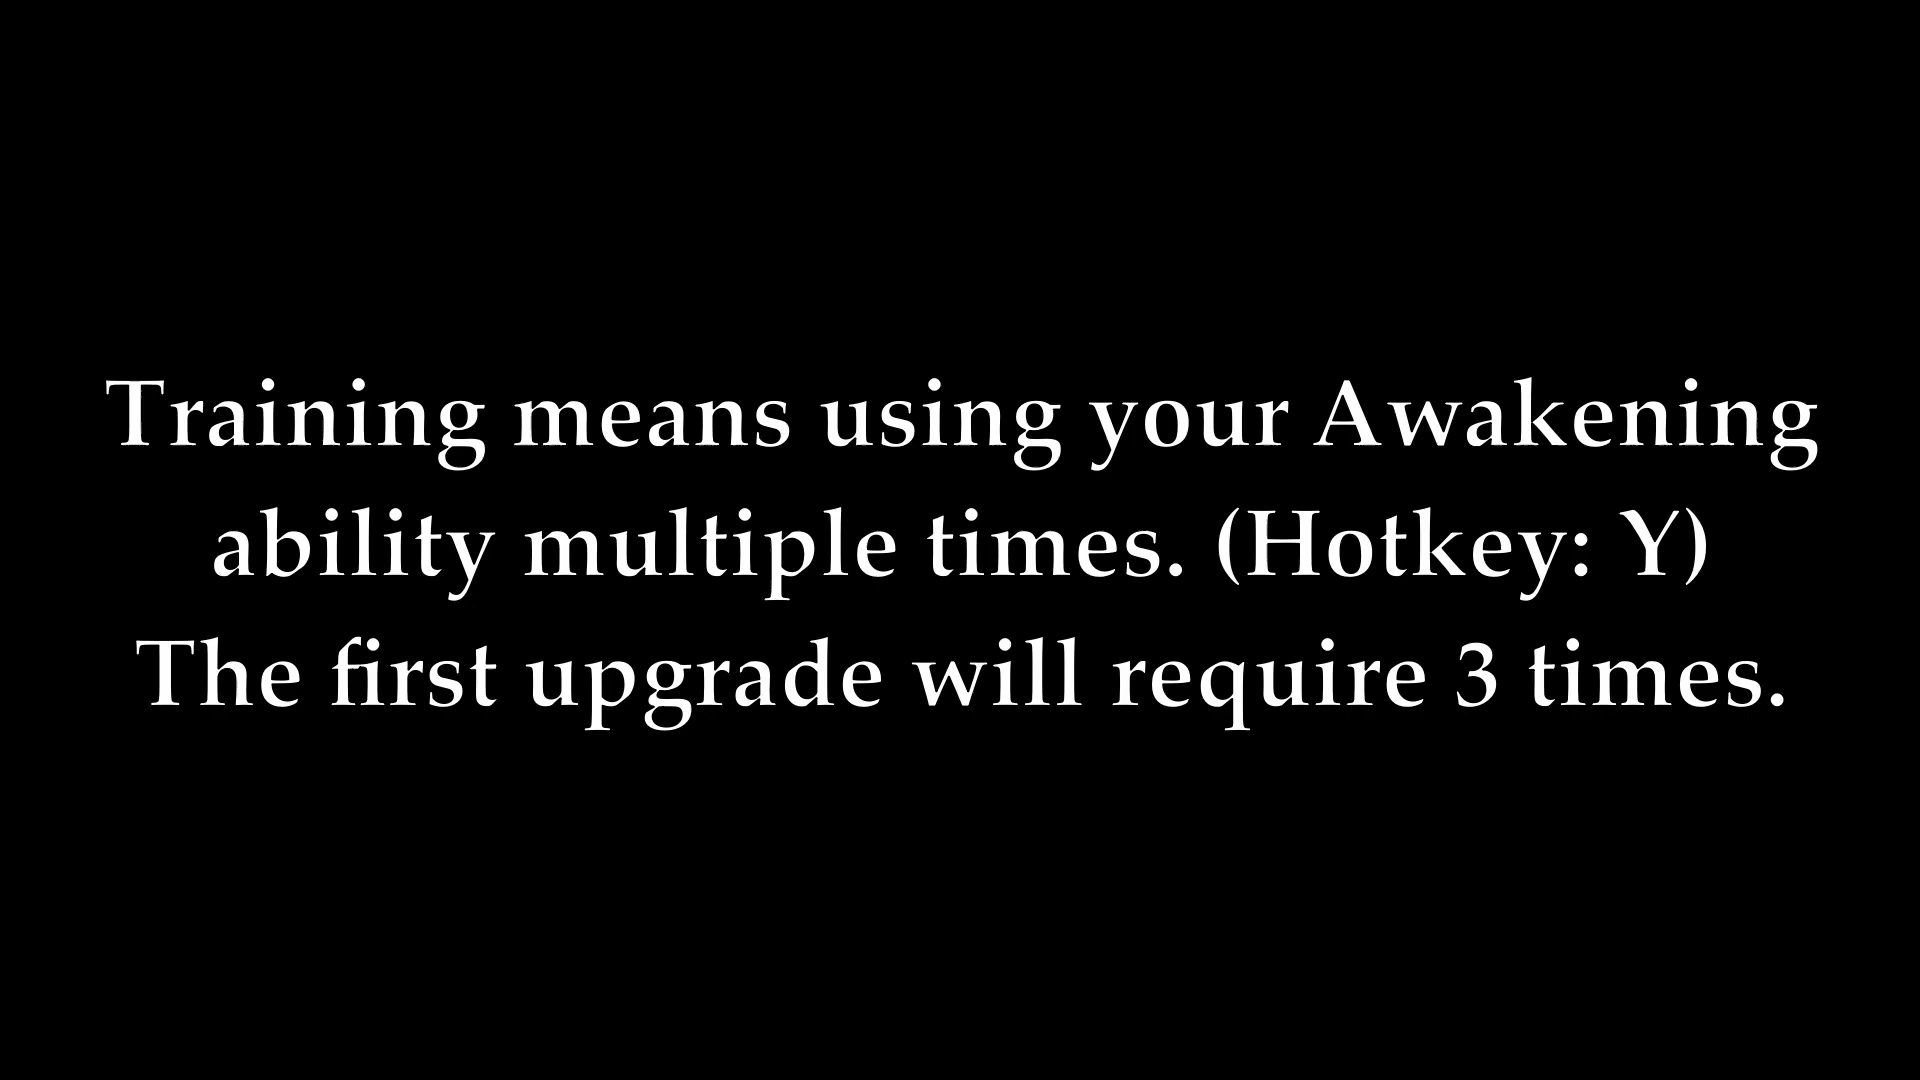 Training means using your Awakening
ability multiple times. (Hotkey: Y)
The first upgrade will require 3 times.